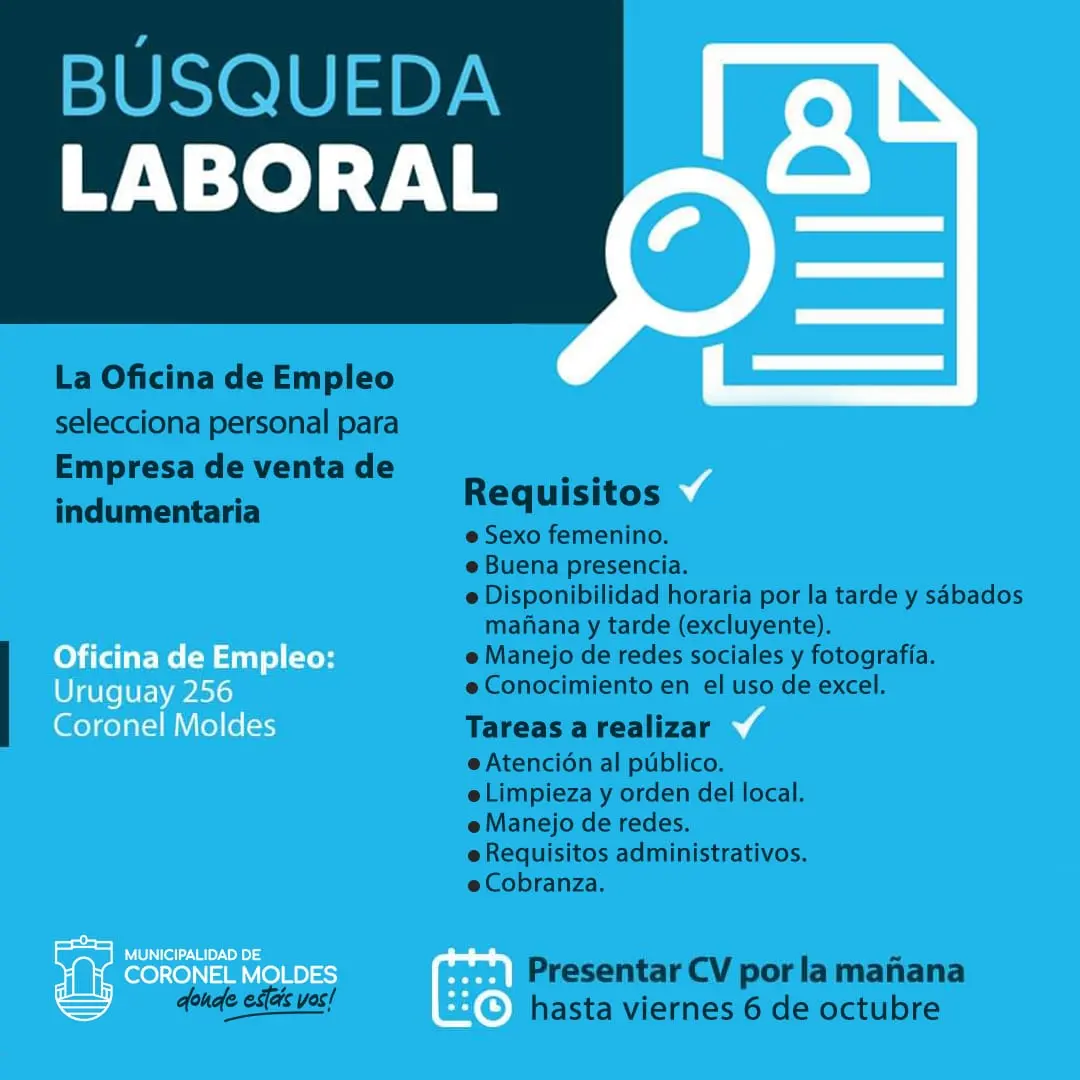 BÚSQUEDA
LABORAL
La Oficina de Empleo
selecciona personal para
Empresa de venta de
indumentaria
Oficina de Empleo:
Uruguay 256
Coronel Moldes
Requisitos
• Sexo femenino.
• Buena presencia.
• Disponibilidad horaria por la tarde y sábados
mañana y tarde (excluyente).
• Manejo de redes sociales y fotografía.
• Conocimiento en el uso de excel.
Tareas a realizar
• Atención al público.
• Limpieza y orden del local.
• Manejo de redes.
• Requisitos administrativos.
• Cobranza.
MUNICIPALIDAD DE
CORONEL MOLDES
donde estás vos!
Presentar CV por la mañana
hasta viernes 6 de octubre